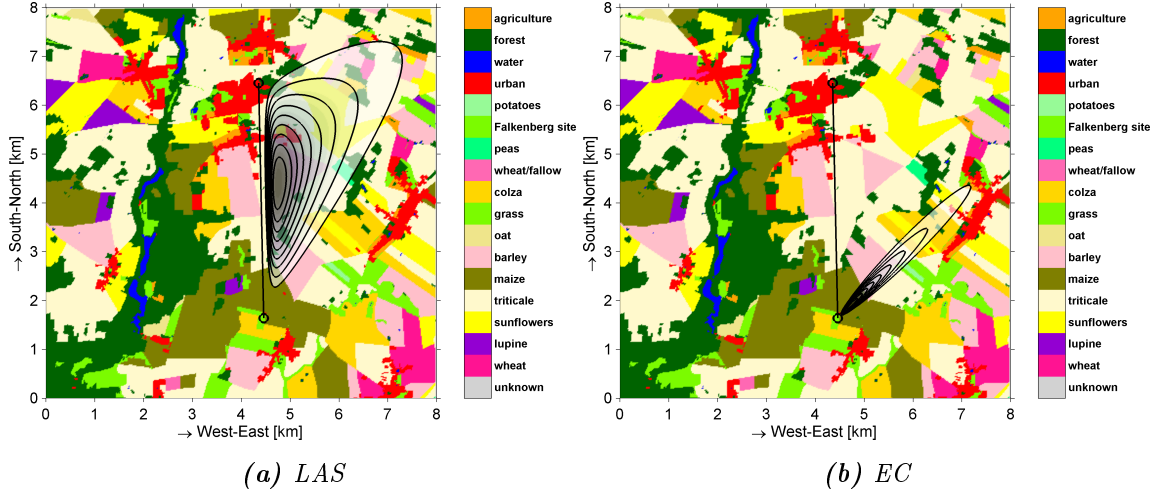 8
7
6
5
4
3
2
1
0
→ South-North [km]
0 1 2 3 4 5 6 7 8
→ West-East [km]
agriculture
forest
water
urban
potatoes
Falkenberg site
peas
wheat/fallow
colza
grass
oat
barley
maize
triticale
sunflowers
lupine
wheat
unknown
(a) LAS
8
7
6
5
4
3
2
1
0
→ South-North [km]
0 1 2 3 4 5 6 7 8
→ West-East [km]
agriculture
forest
water
urban
potatoes
Falkenberg site
peas
wheat/fallow
colza
grass
oat
barley
maize
triticale
sunflowers
lupine
wheat
unknown
(b) EC